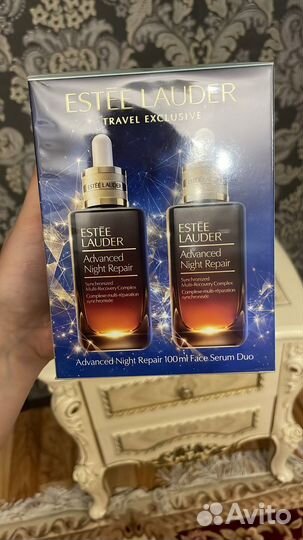 ESTĒE LAUDER
TRAVEL EXCLUSIVE
ESTĒE LAUDER
ESTĒE
LAUDER
Advanced
Night Repair
Synchronized
Multi-Recovery Complex
Complexe multi-réparation
synchronisée
ESTĒE
LAUDER
Advanced
Night Repair
Synchronized
Multi-Recovery Complex
Complexe multi-réparation
synchronisée
Advanced Night Repair 100ml Face Serum Duo
Avito